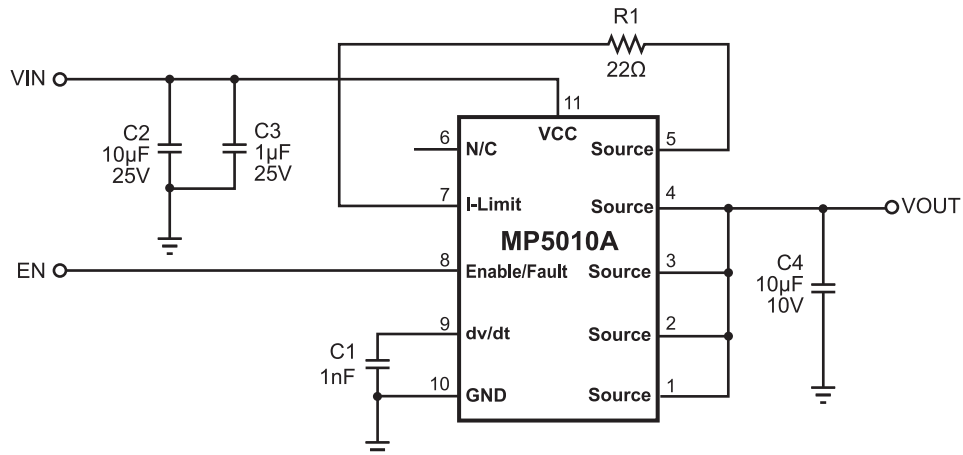 R1
22Ω
VIN
C2
10µF
25V
C3
1µF
25V
11
VCC
6
N/C
Source
5
7
I-Limit
Source
4
VOUT
MP5010A
EN
8
Enable/Fault
Source
3
C4
10µF
10V
9
dv/dt
Source
2
C1
1nF
10
GND
Source
1